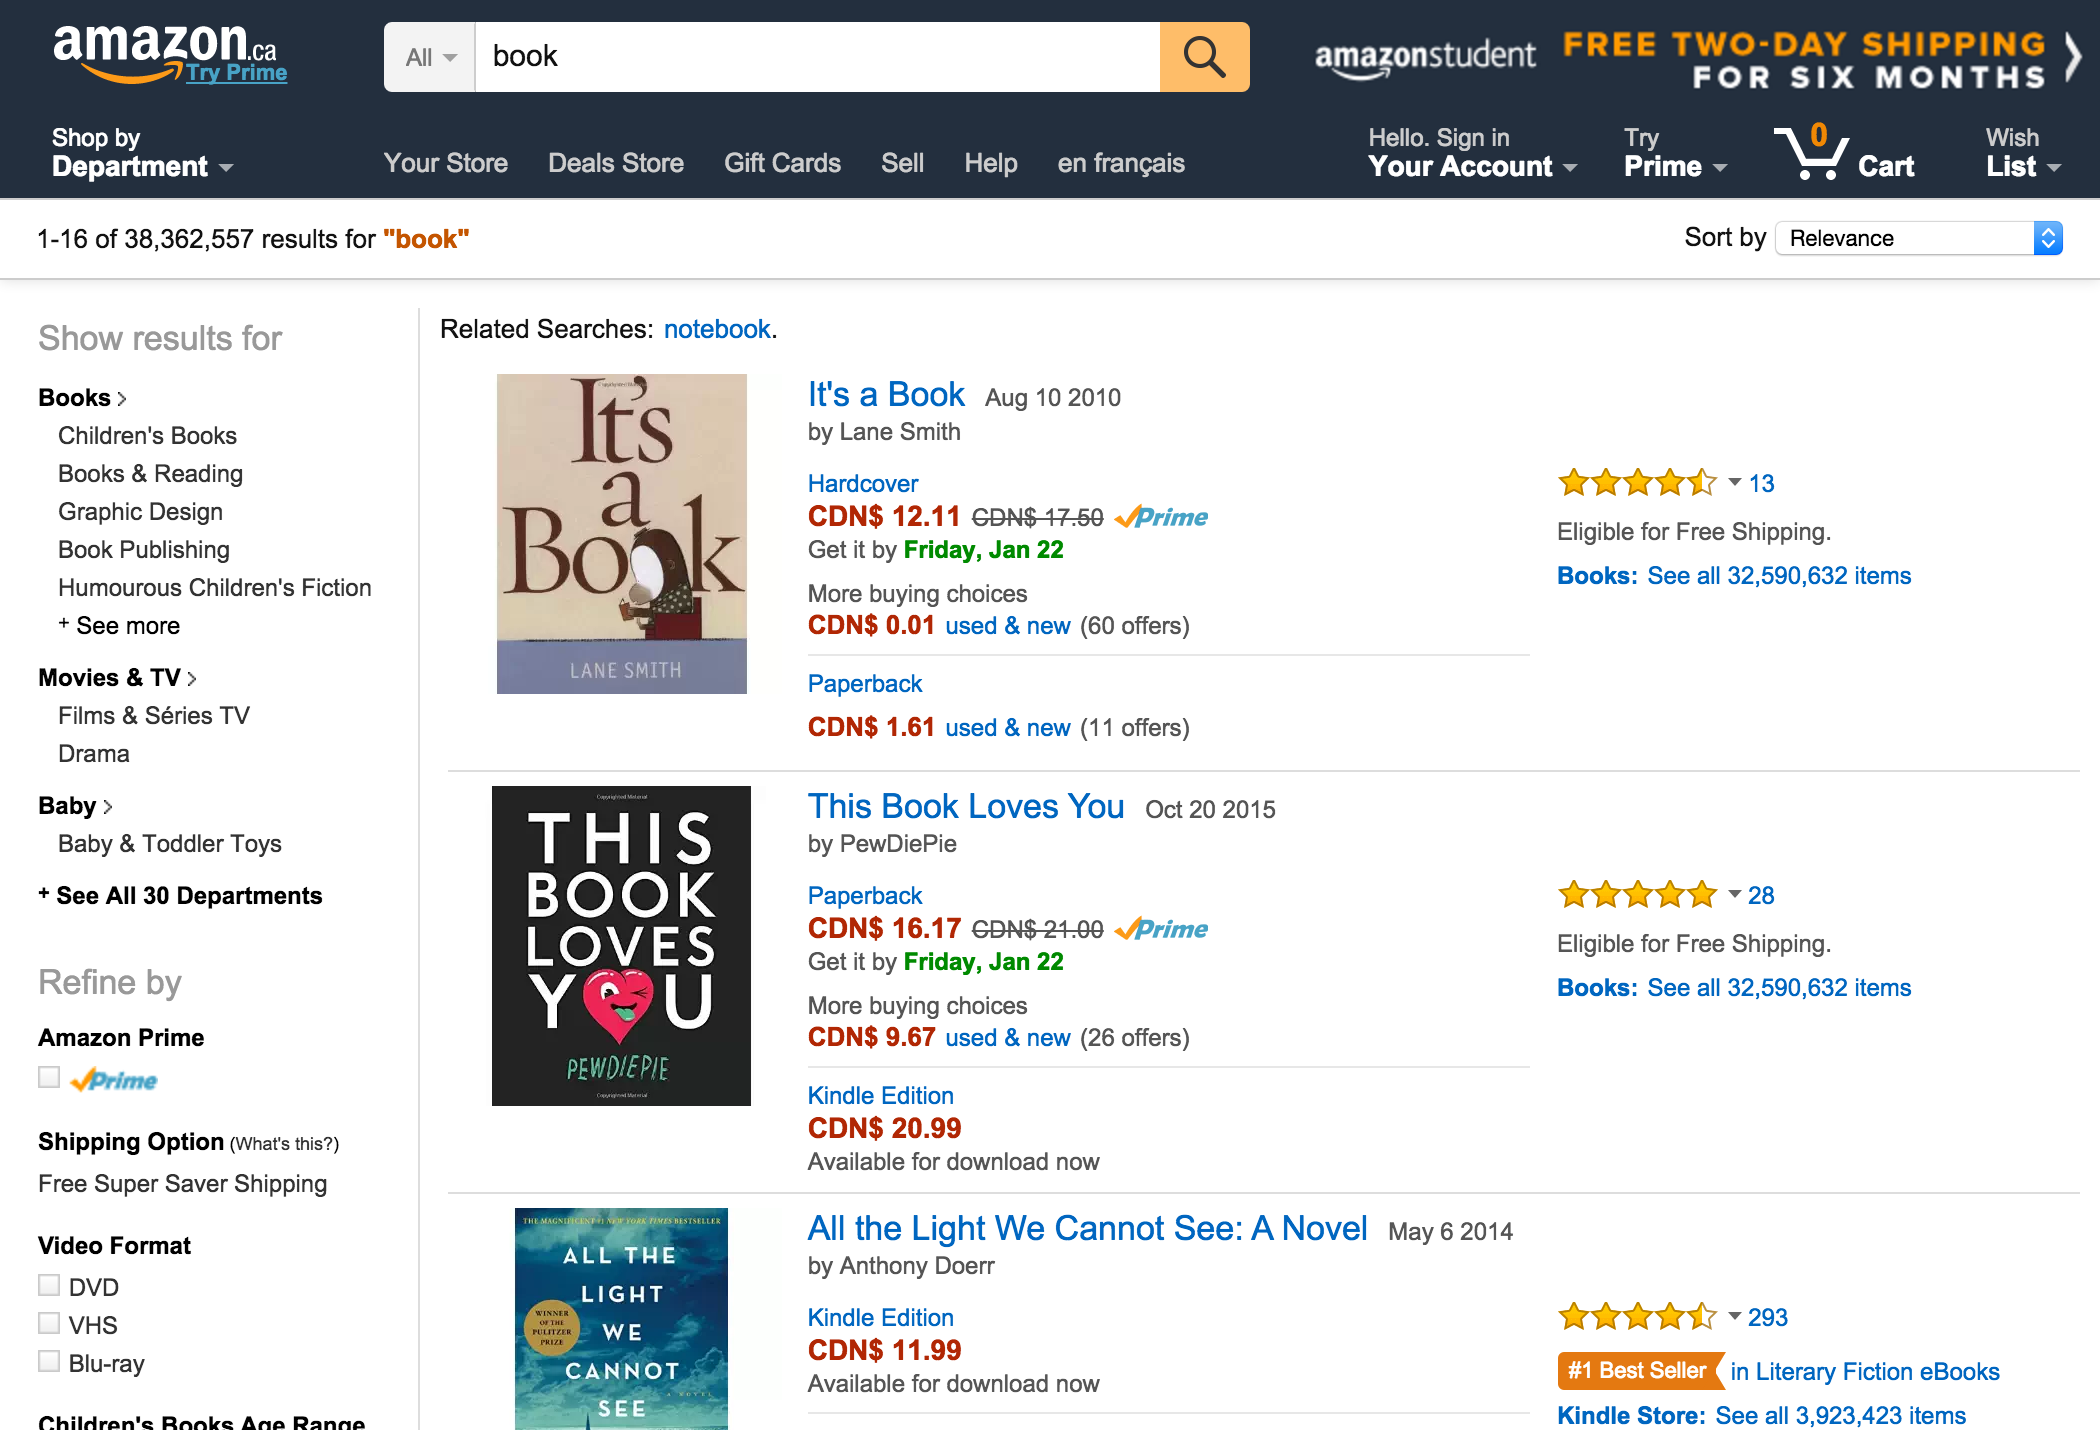 amazon.ca
Try Prime
All
book
amazonstudent
FREE TWO-DAY SHIPPING
FOR SIX MONTHS
Shop by
Department
Your Store
Deals Store
Gift Cards
Sell
Help
en français
Hello. Sign in
Your Account
Try
Prime
0
Cart
Wish
List
1-16 of 38,362,557 results for "book"
Sort by Relevance
Show results for
Books
Children's Books
Books & Reading
Graphic Design
Book Publishing
Humourous Children's Fiction
+ See more
Movies & TV
Films & Séries TV
Drama
Baby
Baby & Toddler Toys
+ See All 30 Departments
Refine by
Amazon Prime
Prime
Shipping Option (What's this?)
Free Super Saver Shipping
Video Format
DVD
VHS
Blu-ray
Children's Books Age Range
Related Searches: notebook.
Copyrighted Material
It's
a
Book
LANE SMITH
It's a Book Aug 10 2010
by Lane Smith
Hardcover
CDN$ 12.11 CDN$ 17.50 Prime
Get it by Friday, Jan 22
More buying choices
CDN$ 0.01 used & new (60 offers)
Paperback
CDN$ 1.61 used & new (11 offers)
13
Eligible for Free Shipping.
Books: See all 32,590,632 items
Copyrighted Material
THIS
BOOK
LOVES
YOU
PEWDIEPIE
Copyrighted Material
This Book Loves You Oct 20 2015
by PewDiePie
Paperback
CDN$ 16.17 CDN$ 21.00 Prime
Get it by Friday, Jan 22
More buying choices
CDN$ 9.67 used & new (26 offers)
Kindle Edition
CDN$ 20.99
Available for download now
28
Eligible for Free Shipping.
Books: See all 32,590,632 items
THE MAGNIFICENT #1 NEW YORK TIMES BESTSELLER
ALL THE
LIGHT
WE
CANNOT
A NOVEL
SEE
WINNER
OF THE
PULITZER
PRIZE
All the Light We Cannot See: A Novel May 6 2014
by Anthony Doerr
Kindle Edition
CDN$ 11.99
Available for download now
293
#1 Best Seller in Literary Fiction eBooks
Kindle Store: See all 3,923,423 items